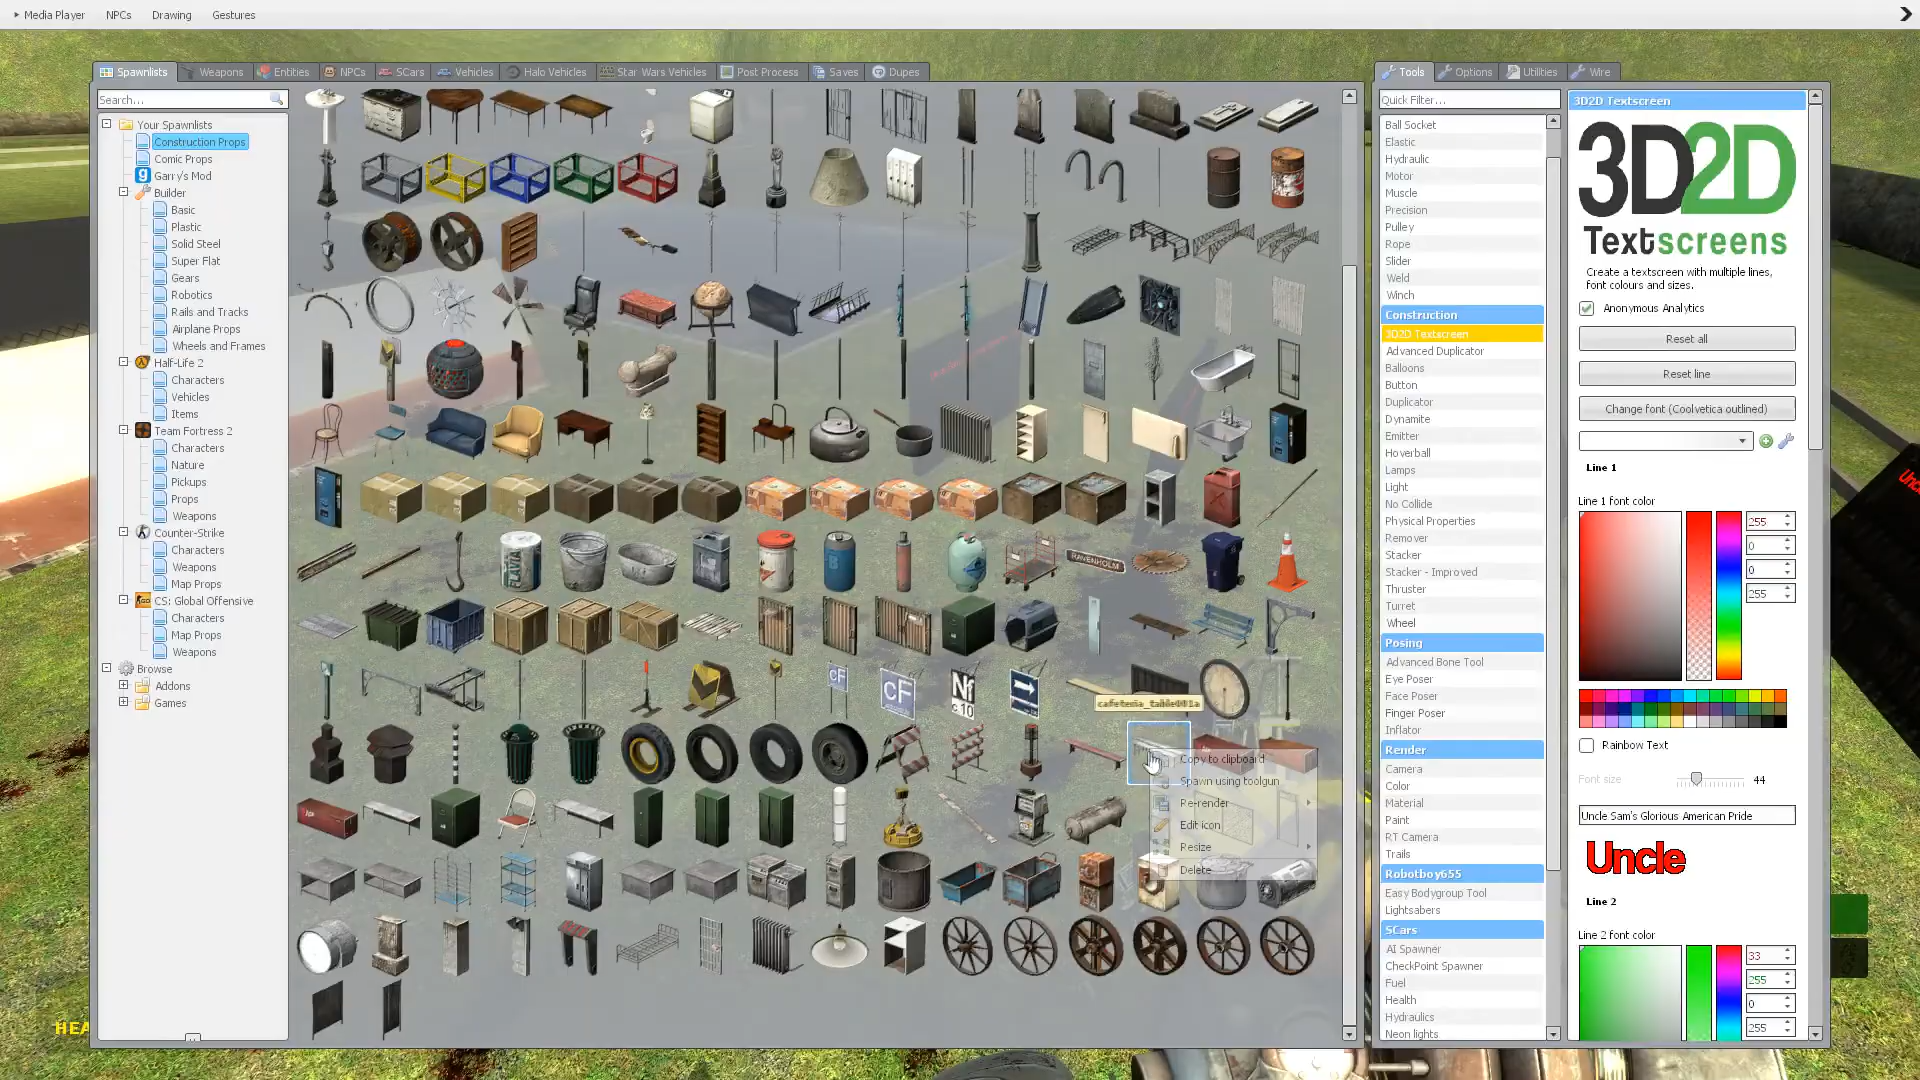 Media Player
NPCs
Drawing
Gestures
Spawnlists
Weapons
Entities
NPCs
SCars
Vehicles
Halo Vehicles
Star Wars Vehicles
Post Process
Saves
Dupes
Search...
Your Spawnlists
Construction Props
Comic Props
Garry's Mod
Builder
Basic
Plastic
Solid Steel
Super Flat
Gears
Robotics
Rails and Tracks
Airplane Props
Wheels and Frames
Half-Life 2
Characters
Vehicles
Items
Team Fortress 2
Characters
Nature
Pickups
Props
Weapons
Counter-Strike
Characters
Weapons
Map Props
CS: Global Offensive
Characters
Map Props
Weapons
Browse
Addons
Games
RAVENHOLM
cF
cF
Nf
c 10
cafeteria_table001a
Copy to clipboard
Spawn using toolgun
Re-render
Edit icon
Resize
Delete
HEA
Tools
Options
Utilities
Wire
Quick Filter...
Ball Socket
Elastic
Hydraulic
Motor
Muscle
Precision
Pulley
Rope
Slider
Weld
Winch
Construction
3D2D Textscreen
Advanced Duplicator
Balloons
Button
Duplicator
Dynamite
Emitter
Hoverball
Lamps
Light
No Collide
Physical Properties
Remover
Stacker
Stacker - Improved
Thruster
Turret
Wheel
Posing
Advanced Bone Tool
Eye Poser
Face Poser
Finger Poser
Inflator
Render
Camera
Color
Material
Paint
RT Camera
Trails
Robotboy655
Easy Bodygroup Tool
Lightsabers
SCars
AI Spawner
CheckPoint Spawner
Fuel
Health
Hydraulics
Neon lights
3D2D Textscreen
3D2D
Textscreens
Create a textscreen with multiple lines,
font colours and sizes.
Anonymous Analytics
Reset all
Reset line
Change font (Coolvetica outlined)
Line 1
Line 1 font color
255
0
0
255
Rainbow Text
Font size
44
Uncle Sam's Glorious American Pride
Uncle
Line 2
Line 2 font color
33
255
0
255